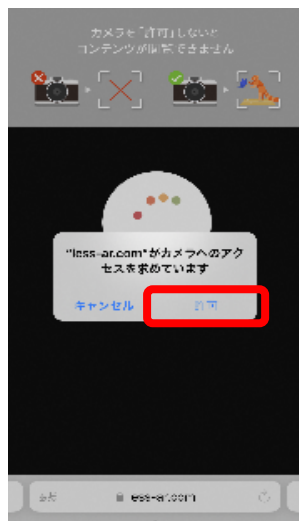 カメラを「許可」しないと
コンテンツが閲覧できません
"less-ar.com"がカメラへのアク
セスを求めています
キャンセル
許可
less-ar.com